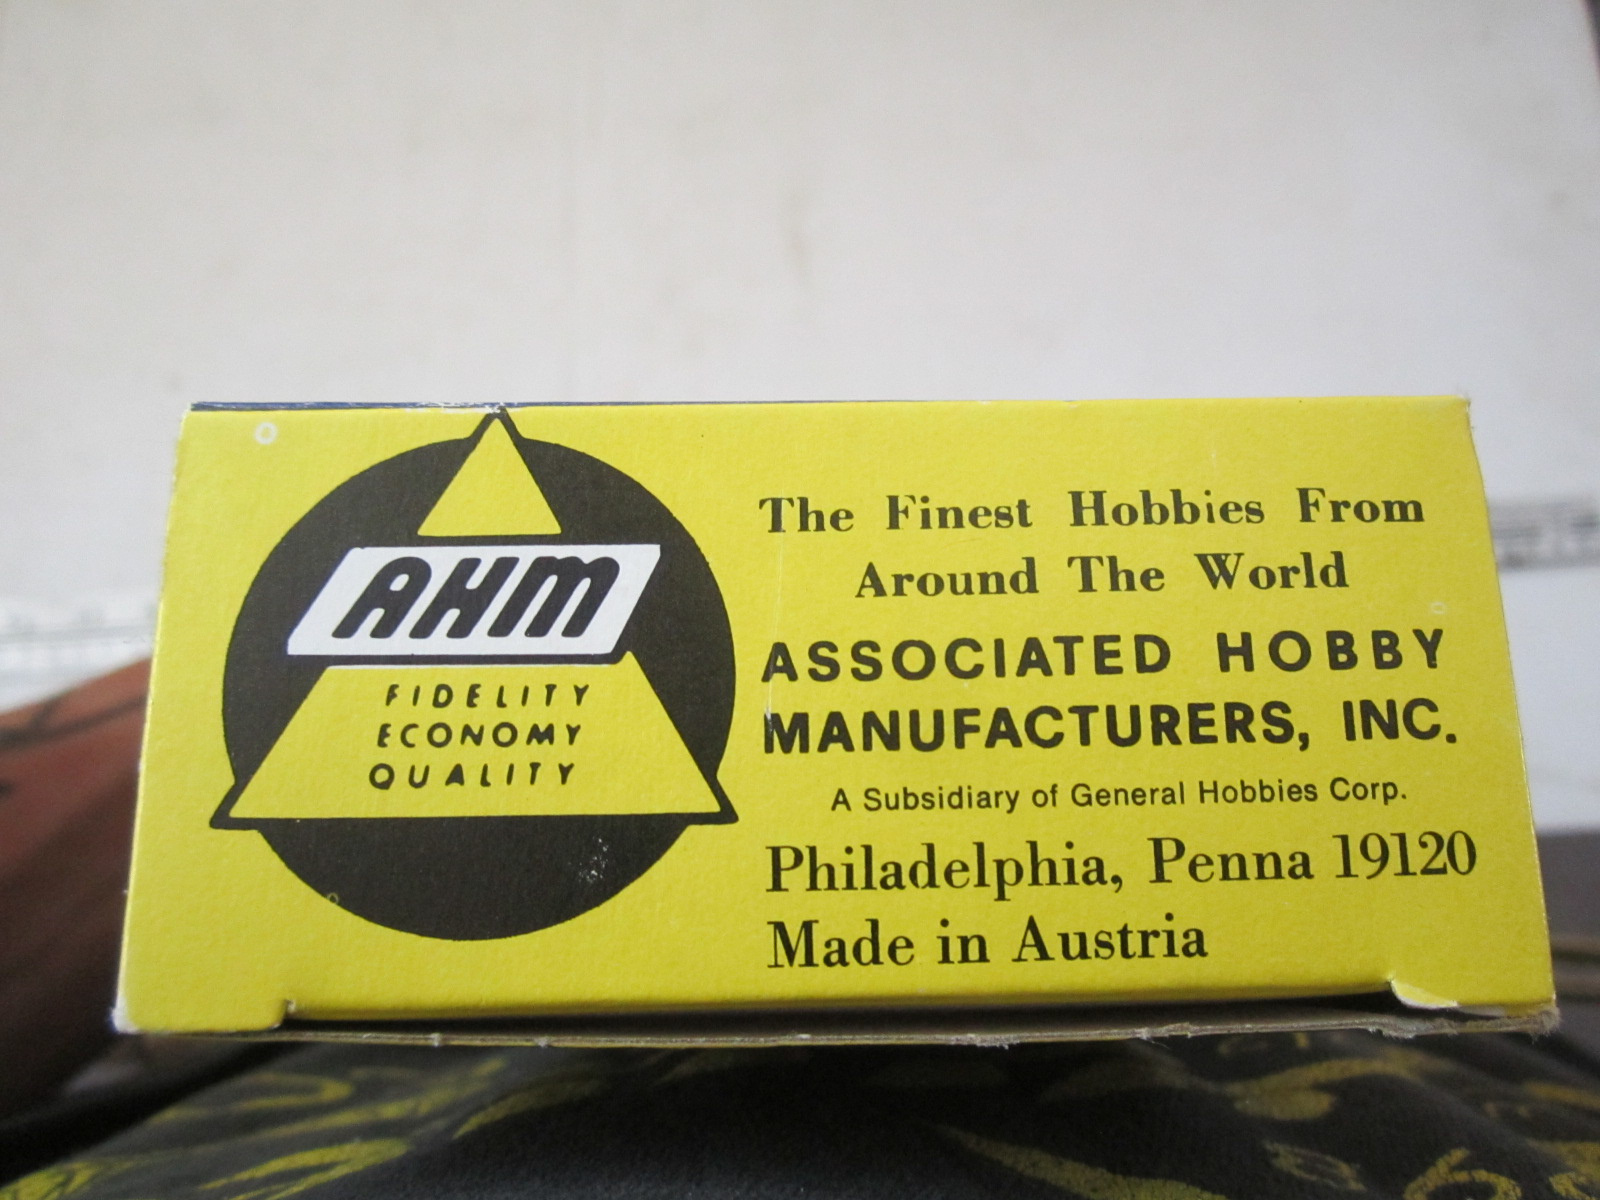 AHM
FIDELITY
ECONOMY
QUALITY
The Finest Hobbies From
Around The World
ASSOCIATED HOBBY
MANUFACTURERS, INC.
A Subsidiary of General Hobbies Corp.
Philadelphia, Penna 19120
Made in Austria